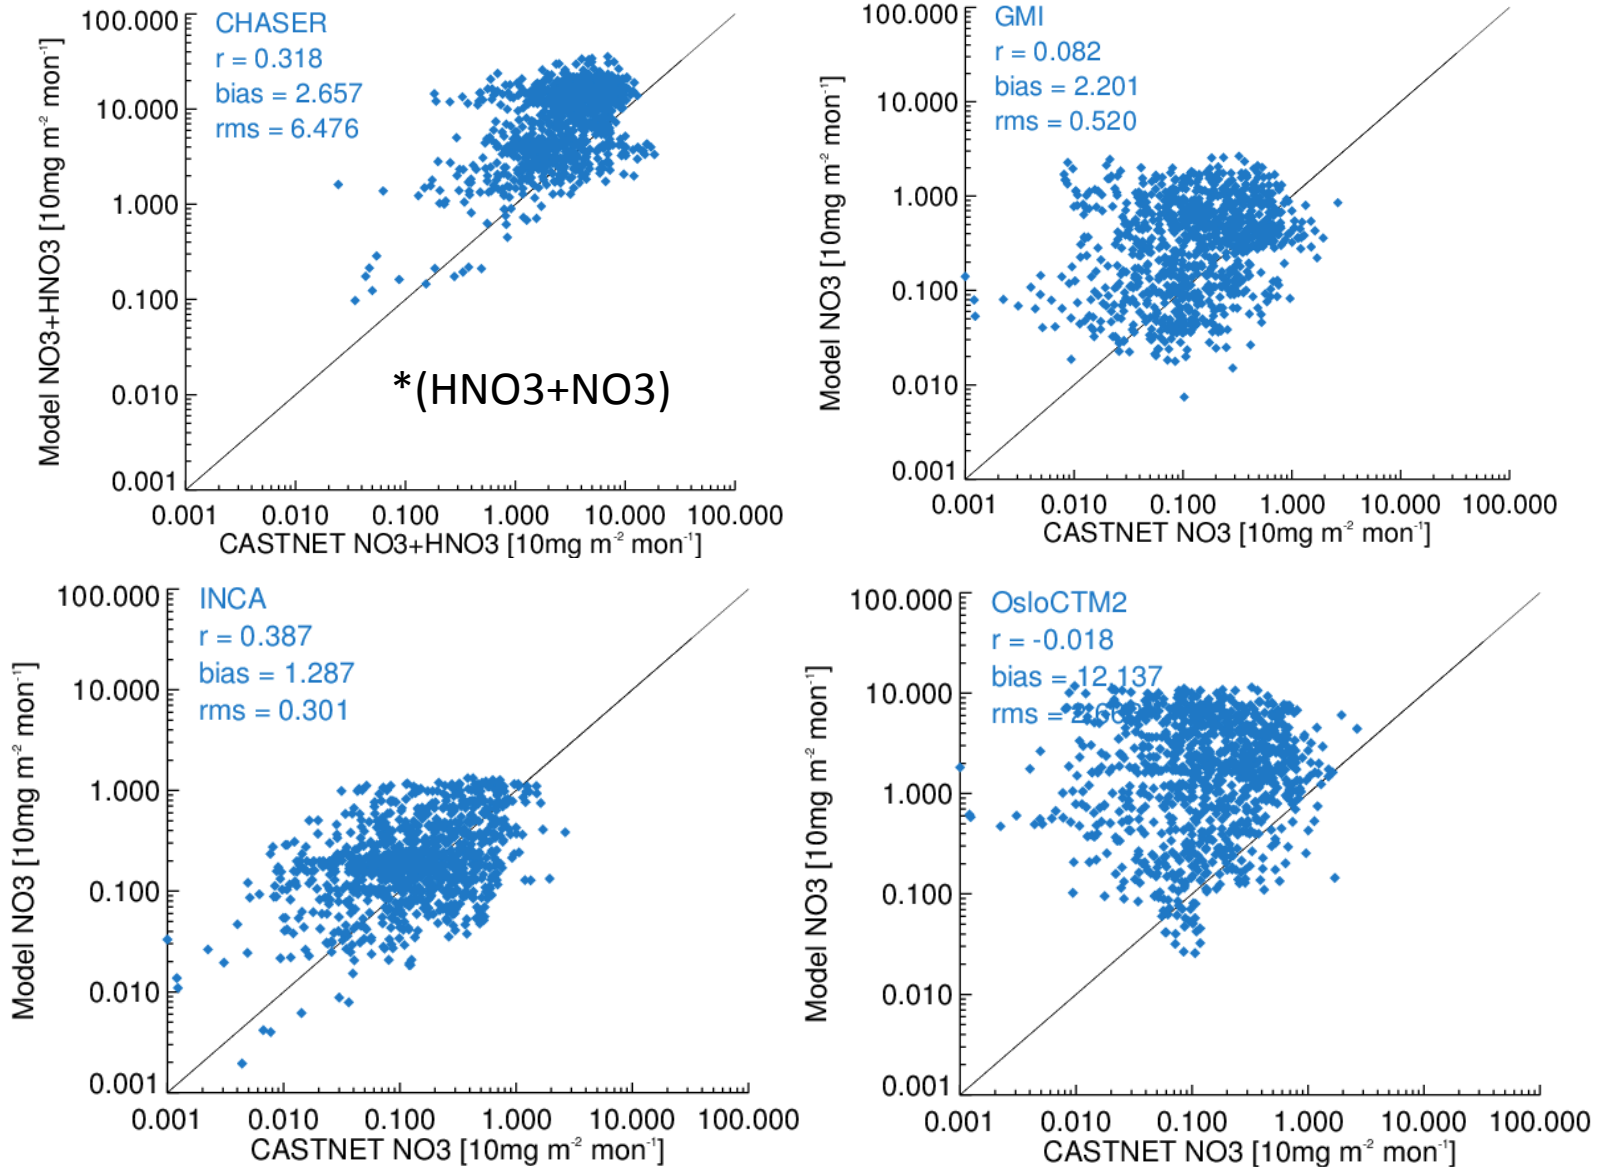 CHASER
r = 0.318
bias = 2.657
rms = 6.476
100.000
10.000
1.000
0.100
0.010
0.001
Model NO3+HNO3 [10mg m⁻² mon⁻¹]
*(HNO3+NO3)
0.001 0.010 0.100 1.000 10.000 100.000
CASTNET NO3+HNO3 [10mg m⁻² mon⁻¹]
GMI
r = 0.082
bias = 2.201
rms = 0.520
100.000
10.000
1.000
0.100
0.010
0.001
Model NO3 [10mg m⁻² mon⁻¹]
0.001 0.010 0.100 1.000 10.000 100.000
CASTNET NO3 [10mg m⁻² mon⁻¹]
INCA
r = 0.387
bias = 1.287
rms = 0.301
100.000
10.000
1.000
0.100
0.010
0.001
Model NO3 [10mg m⁻² mon⁻¹]
0.001 0.010 0.100 1.000 10.000 100.000
CASTNET NO3 [10mg m⁻² mon⁻¹]
OsloCTM2
r = -0.018
bias = 12.137
rms =
100.000
10.000
1.000
0.100
0.010
0.001
Model NO3 [10mg m⁻² mon⁻¹]
0.001 0.010 0.100 1.000 10.000 100.000
CASTNET NO3 [10mg m⁻² mon⁻¹]